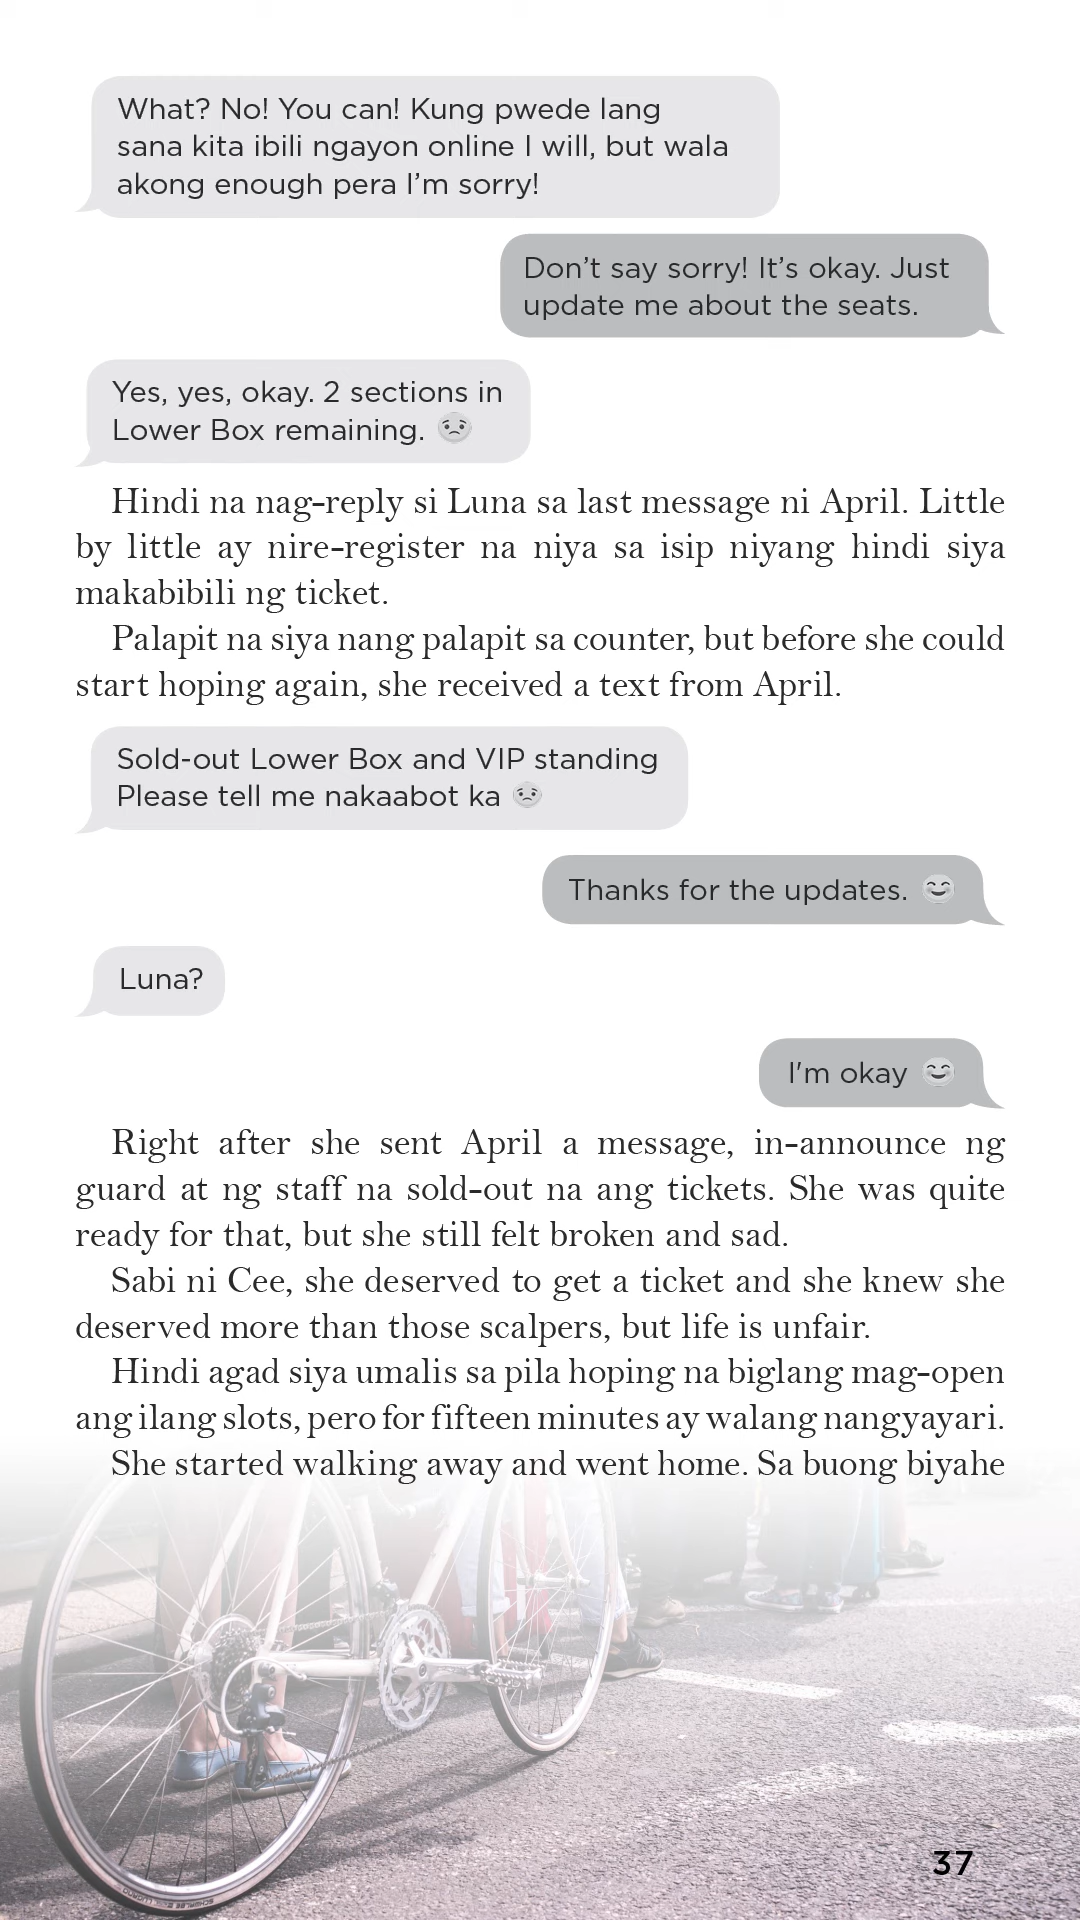 What? No! You can! Kung pwede lang
sana kita ibili ngayon online I will, but wala
akong enough pera I’m sorry!
Don’t say sorry! It’s okay. Just
update me about the seats.
Yes, yes, okay. 2 sections in
Lower Box remaining. 😟
Hindi na nag-reply si Luna sa last message ni April. Little
by little ay nire-register na niya sa isip niyang hindi siya
makabibili ng ticket.
Palapit na siya nang palapit sa counter, but before she could
start hoping again, she received a text from April.
Sold-out Lower Box and VIP standing
Please tell me nakaabot ka 😟
Thanks for the updates. 😊
Luna?
I'm okay 😊
Right after she sent April a message, in-announce ng
guard at ng staff na sold-out na ang tickets. She was quite
ready for that, but she still felt broken and sad.
Sabi ni Cee, she deserved to get a ticket and she knew she
deserved more than those scalpers, but life is unfair.
Hindi agad siya umalis sa pila hoping na biglang mag-open
ang ilang slots, pero for fifteen minutes ay walang nangyayari.
She started walking away and went home. Sa buong biyahe
37